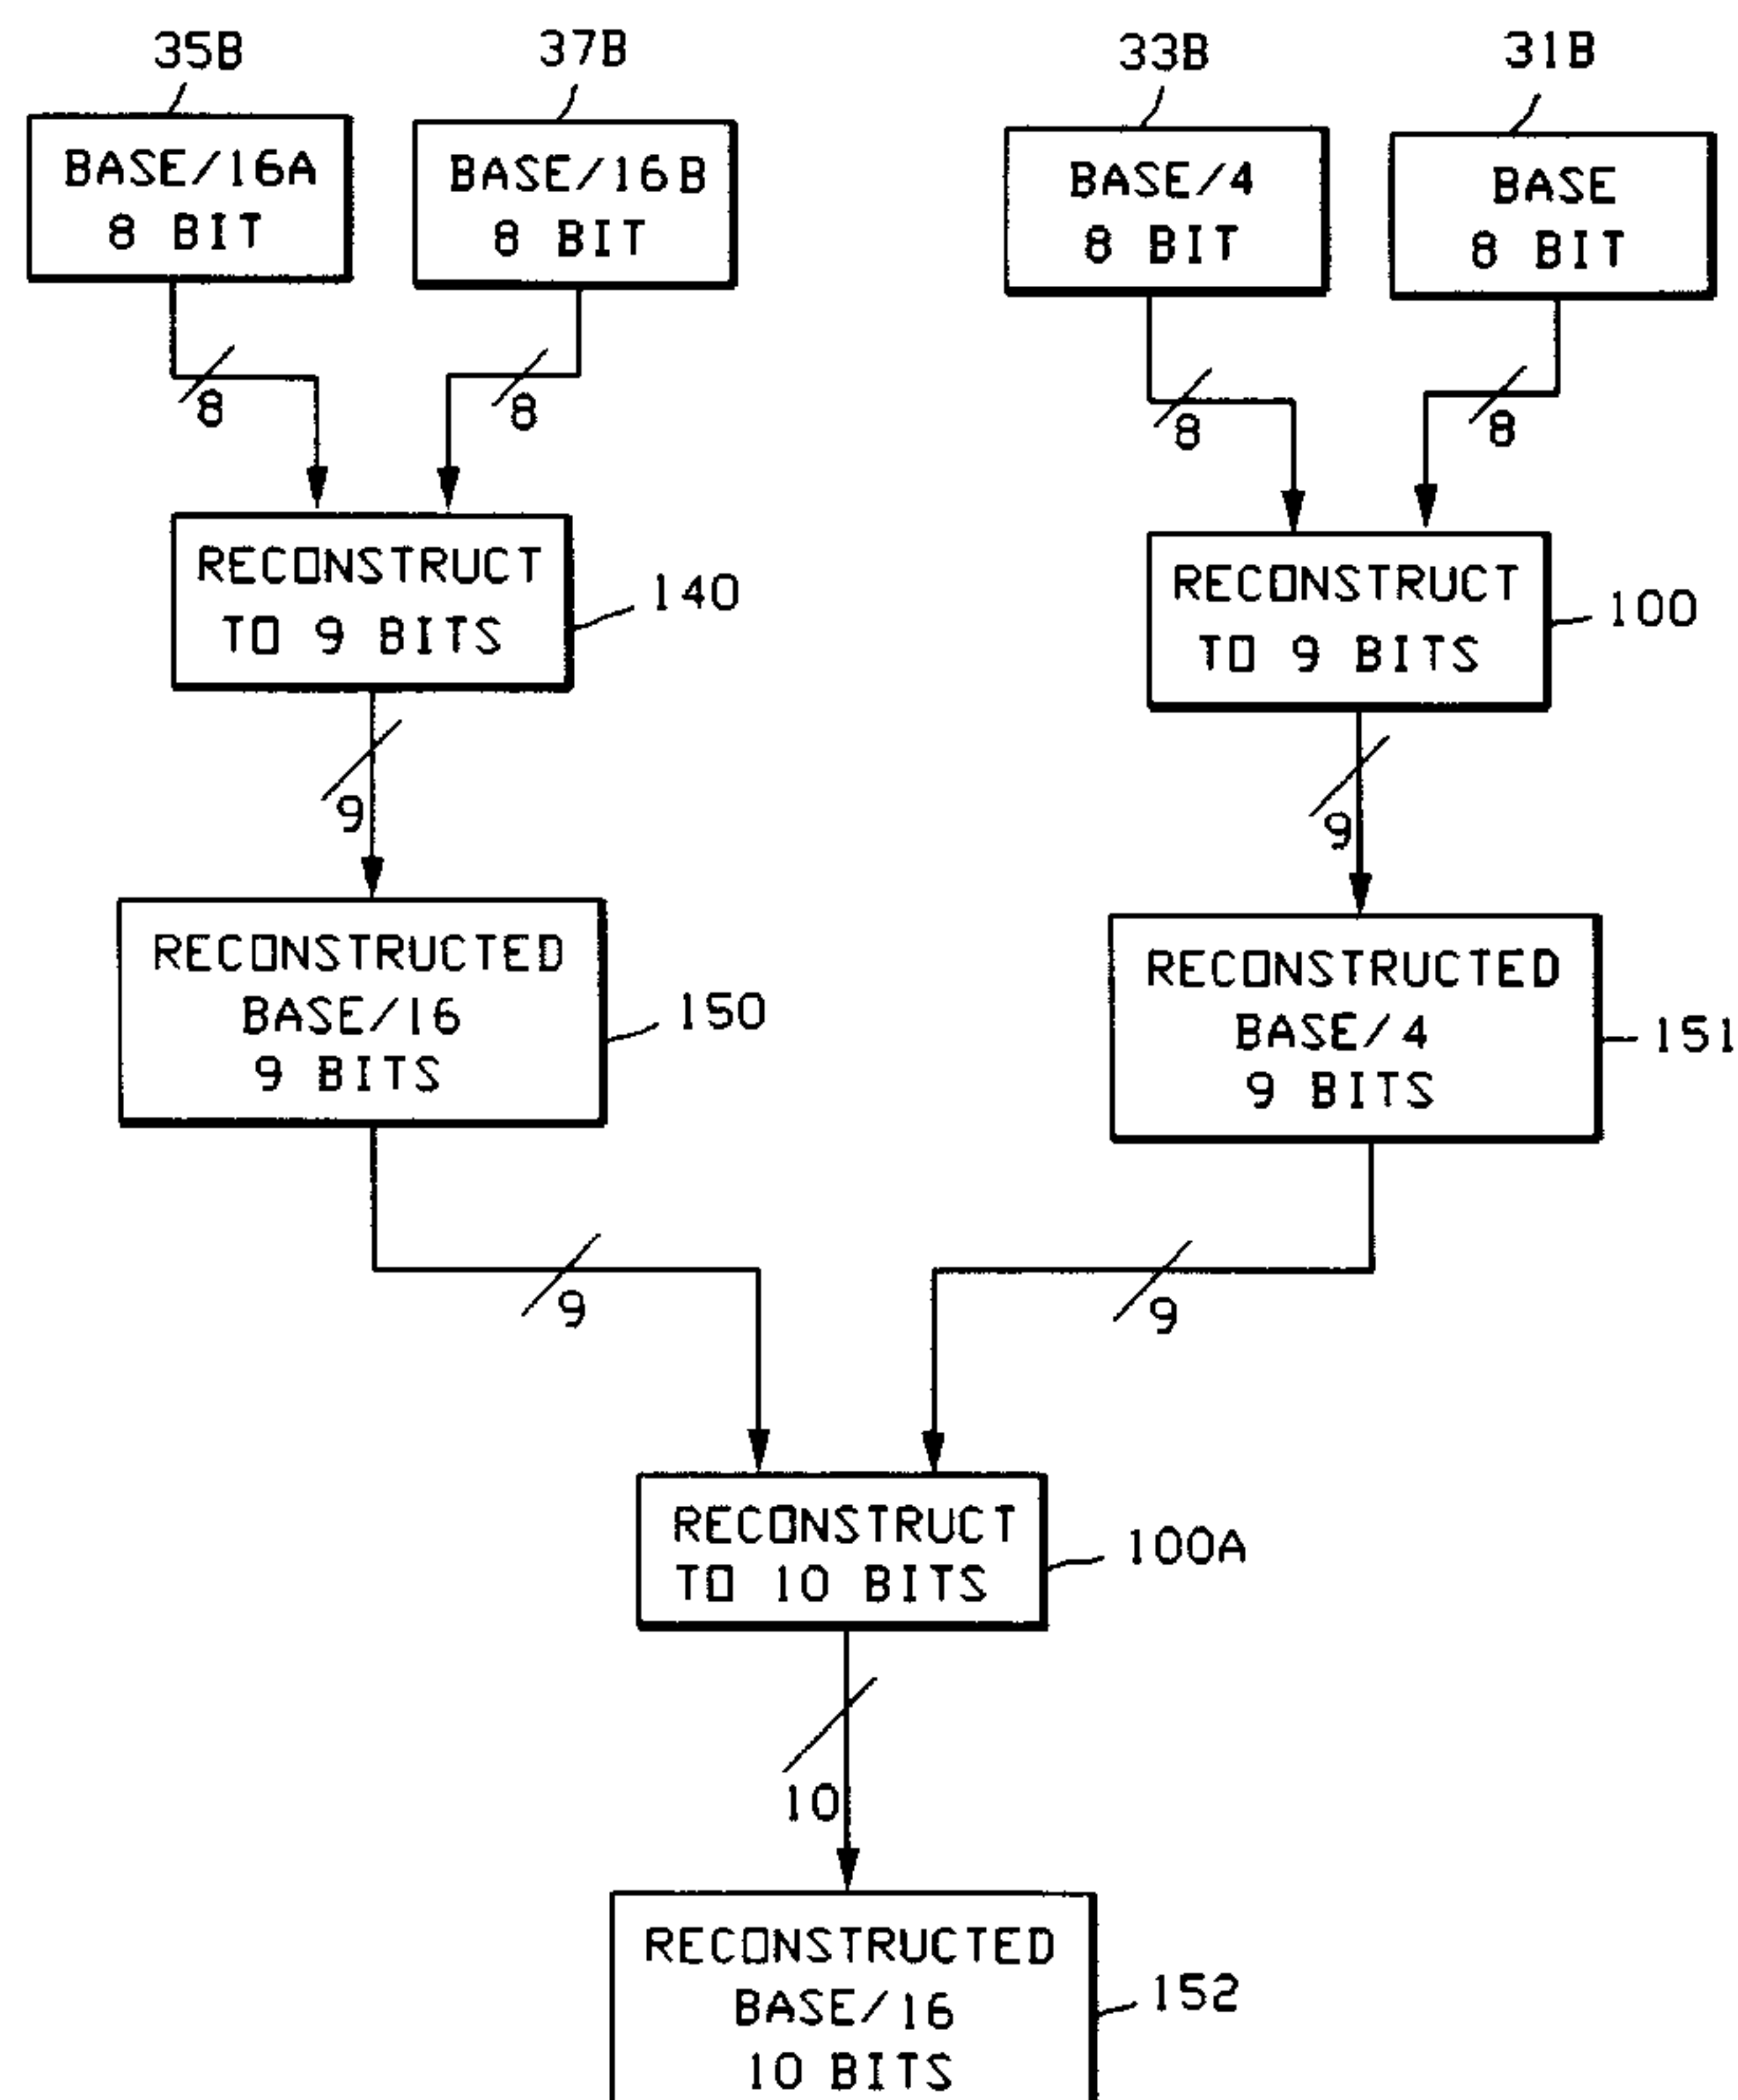 35B
37B
33B
31B
BASE/16A
8 BIT
BASE/16B
8 BIT
BASE/4
8 BIT
BASE
8 BIT
8
8
8
8
RECONSTRUCT
TO 9 BITS
140
RECONSTRUCT
TO 9 BITS
100
9
9
RECONSTRUCTED
BASE/16
9 BITS
150
RECONSTRUCTED
BASE/4
9 BITS
151
9
9
RECONSTRUCT
TO 10 BITS
100A
10
RECONSTRUCTED
BASE/16
10 BITS
152